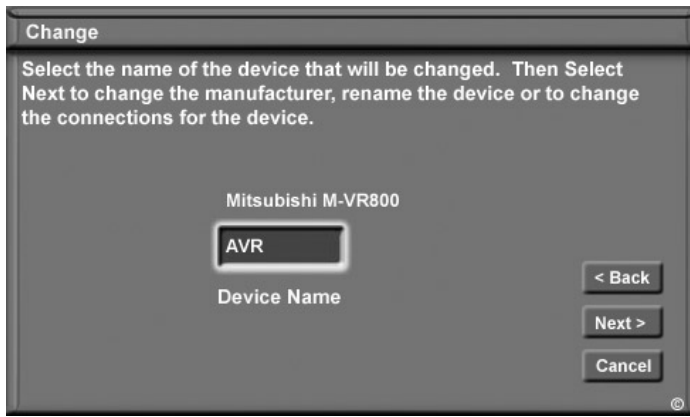 Change
Select the name of the device that will be changed. Then Select
Next to change the manufacturer, rename the device or to change
the connections for the device.
Mitsubishi M-VR800
AVR
Device Name
< Back
Next >
Cancel
©